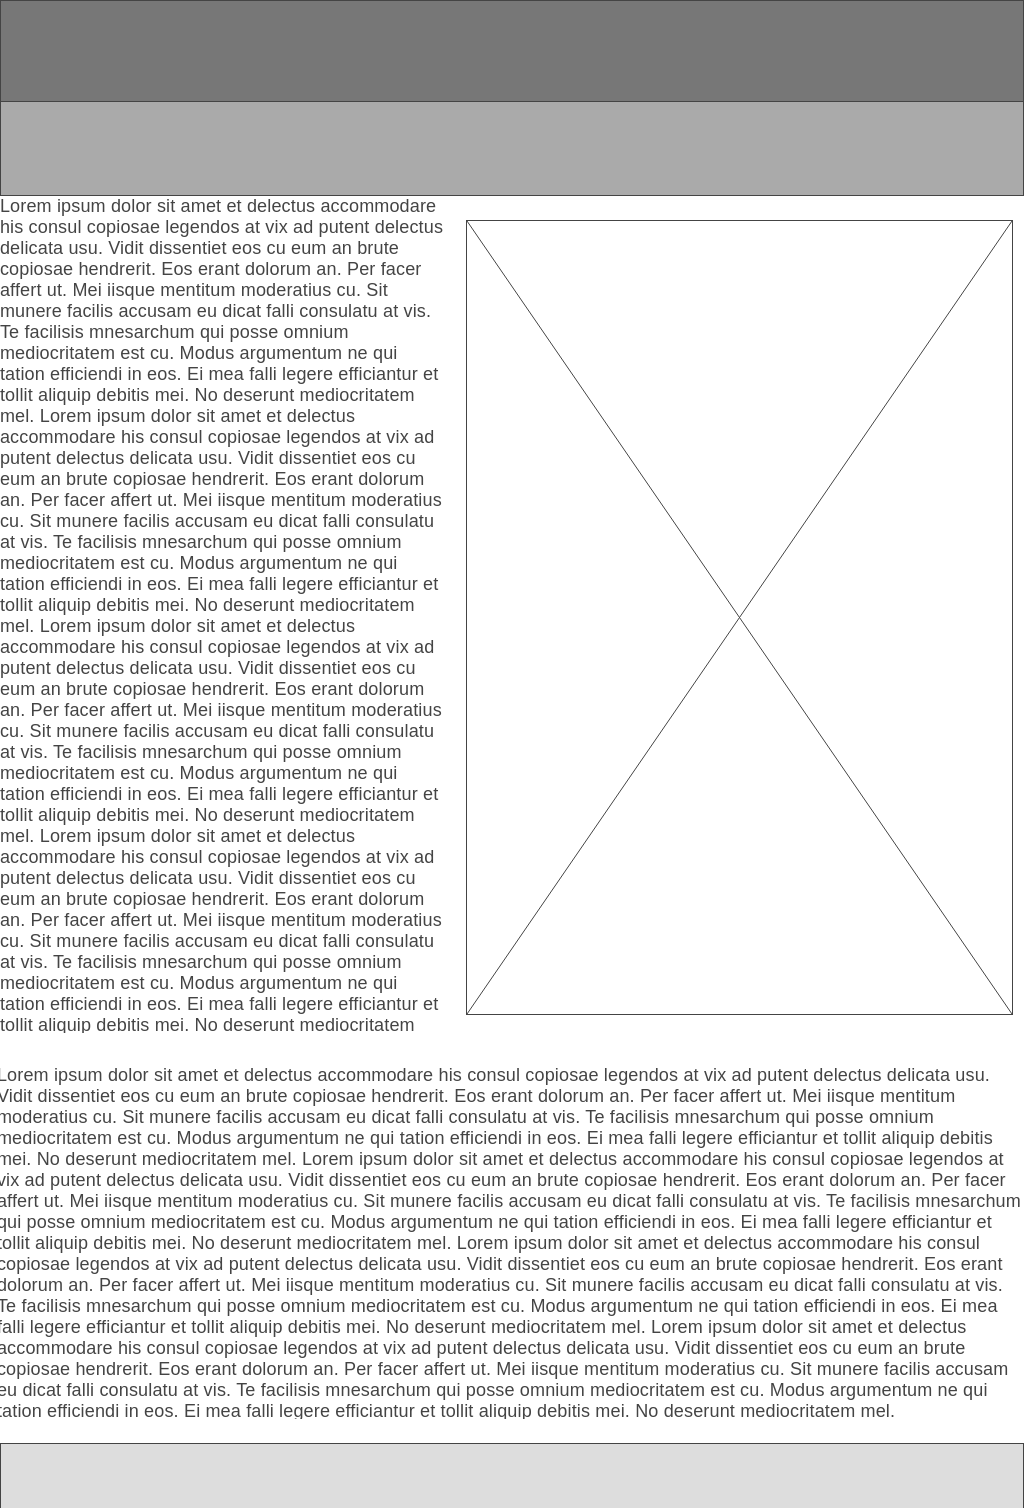 Lorem ipsum dolor sit amet et delectus accommodare
his consul copiosae legendos at vix ad putent delectus
delicata usu. Vidit dissentiet eos cu eum an brute
copiosae hendrerit. Eos erant dolorum an. Per facer
affert ut. Mei iisque mentitum moderatius cu. Sit
munere facilis accusam eu dicat falli consulatu at vis.
Te facilisis mnesarchum qui posse omnium
mediocritatem est cu. Modus argumentum ne qui
tation efficiendi in eos. Ei mea falli legere efficiantur et
tollit aliquip debitis mei. No deserunt mediocritatem
mel. Lorem ipsum dolor sit amet et delectus
accommodare his consul copiosae legendos at vix ad
putent delectus delicata usu. Vidit dissentiet eos cu
eum an brute copiosae hendrerit. Eos erant dolorum
an. Per facer affert ut. Mei iisque mentitum moderatius
cu. Sit munere facilis accusam eu dicat falli consulatu
at vis. Te facilisis mnesarchum qui posse omnium
mediocritatem est cu. Modus argumentum ne qui
tation efficiendi in eos. Ei mea falli legere efficiantur et
tollit aliquip debitis mei. No deserunt mediocritatem
mel. Lorem ipsum dolor sit amet et delectus
accommodare his consul copiosae legendos at vix ad
putent delectus delicata usu. Vidit dissentiet eos cu
eum an brute copiosae hendrerit. Eos erant dolorum
an. Per facer affert ut. Mei iisque mentitum moderatius
cu. Sit munere facilis accusam eu dicat falli consulatu
at vis. Te facilisis mnesarchum qui posse omnium
mediocritatem est cu. Modus argumentum ne qui
tation efficiendi in eos. Ei mea falli legere efficiantur et
tollit aliquip debitis mei. No deserunt mediocritatem
mel. Lorem ipsum dolor sit amet et delectus
accommodare his consul copiosae legendos at vix ad
putent delectus delicata usu. Vidit dissentiet eos cu
eum an brute copiosae hendrerit. Eos erant dolorum
an. Per facer affert ut. Mei iisque mentitum moderatius
cu. Sit munere facilis accusam eu dicat falli consulatu
at vis. Te facilisis mnesarchum qui posse omnium
mediocritatem est cu. Modus argumentum ne qui
tation efficiendi in eos. Ei mea falli legere efficiantur et
tollit aliquip debitis mei. No deserunt mediocritatem
Lorem ipsum dolor sit amet et delectus accommodare his consul copiosae legendos at vix ad putent delectus delicata usu.
Vidit dissentiet eos cu eum an brute copiosae hendrerit. Eos erant dolorum an. Per facer affert ut. Mei iisque mentitum
moderatius cu. Sit munere facilis accusam eu dicat falli consulatu at vis. Te facilisis mnesarchum qui posse omnium
mediocritatem est cu. Modus argumentum ne qui tation efficiendi in eos. Ei mea falli legere efficiantur et tollit aliquip debitis
mei. No deserunt mediocritatem mel. Lorem ipsum dolor sit amet et delectus accommodare his consul copiosae legendos at
vix ad putent delectus delicata usu. Vidit dissentiet eos cu eum an brute copiosae hendrerit. Eos erant dolorum an. Per facer
affert ut. Mei iisque mentitum moderatius cu. Sit munere facilis accusam eu dicat falli consulatu at vis. Te facilisis mnesarchum
qui posse omnium mediocritatem est cu. Modus argumentum ne qui tation efficiendi in eos. Ei mea falli legere efficiantur et
tollit aliquip debitis mei. No deserunt mediocritatem mel. Lorem ipsum dolor sit amet et delectus accommodare his consul
copiosae legendos at vix ad putent delectus delicata usu. Vidit dissentiet eos cu eum an brute copiosae hendrerit. Eos erant
dolorum an. Per facer affert ut. Mei iisque mentitum moderatius cu. Sit munere facilis accusam eu dicat falli consulatu at vis.
Te facilisis mnesarchum qui posse omnium mediocritatem est cu. Modus argumentum ne qui tation efficiendi in eos. Ei mea
falli legere efficiantur et tollit aliquip debitis mei. No deserunt mediocritatem mel. Lorem ipsum dolor sit amet et delectus
accommodare his consul copiosae legendos at vix ad putent delectus delicata usu. Vidit dissentiet eos cu eum an brute
copiosae hendrerit. Eos erant dolorum an. Per facer affert ut. Mei iisque mentitum moderatius cu. Sit munere facilis accusam
eu dicat falli consulatu at vis. Te facilisis mnesarchum qui posse omnium mediocritatem est cu. Modus argumentum ne qui
tation efficiendi in eos. Ei mea falli legere efficiantur et tollit aliquip debitis mei. No deserunt mediocritatem mel.